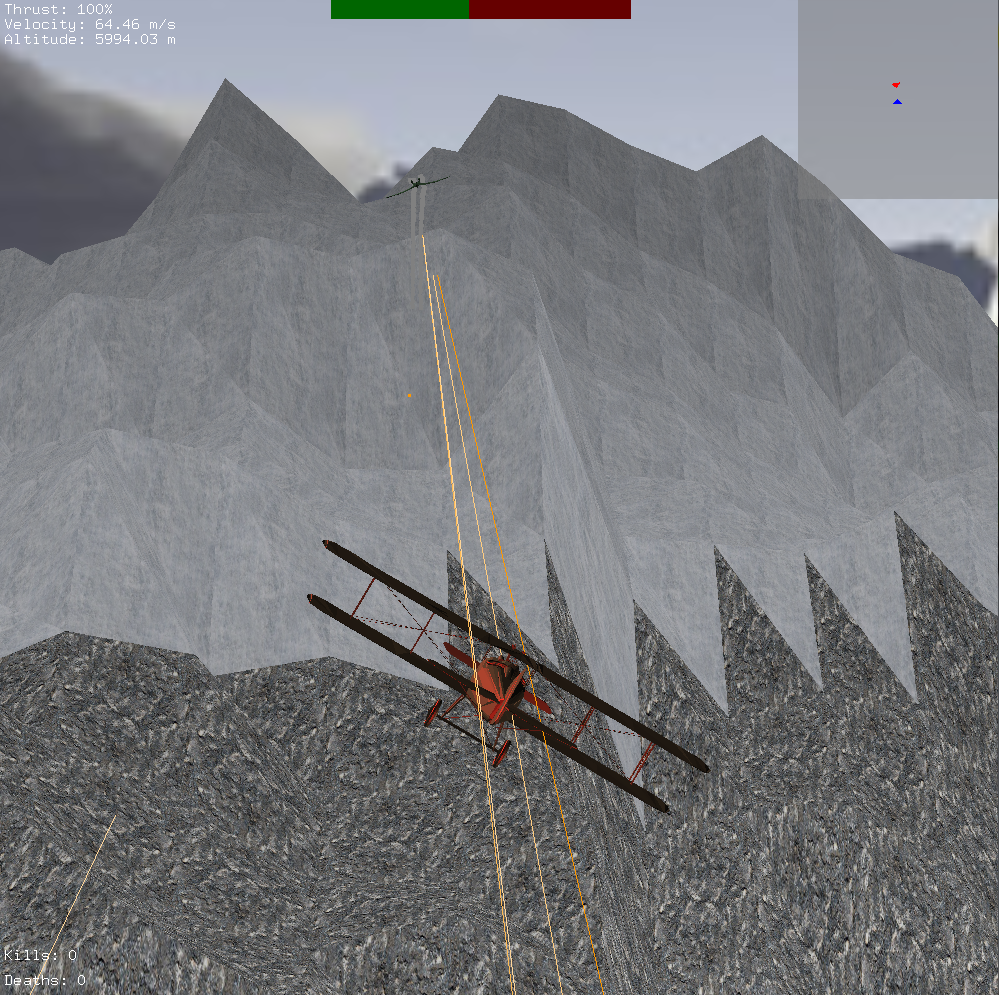 Thrust: 100%
Velocity: 64.46 m/s
Altitude: 5994.03 m
Kills: 0
Deaths: 0